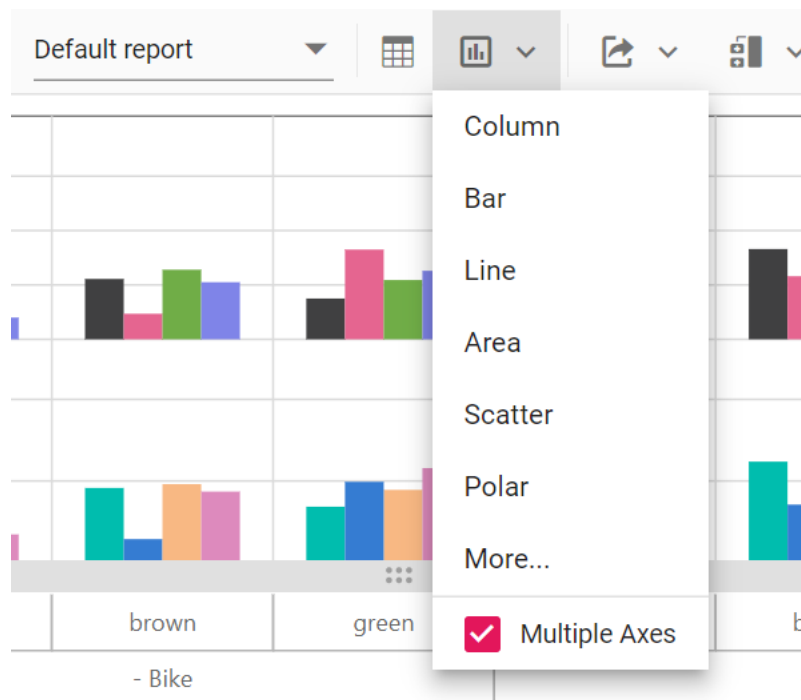 Default report
Column
Bar
Line
Area
Scatter
Polar
More...
Multiple Axes
brown
green
- Bike